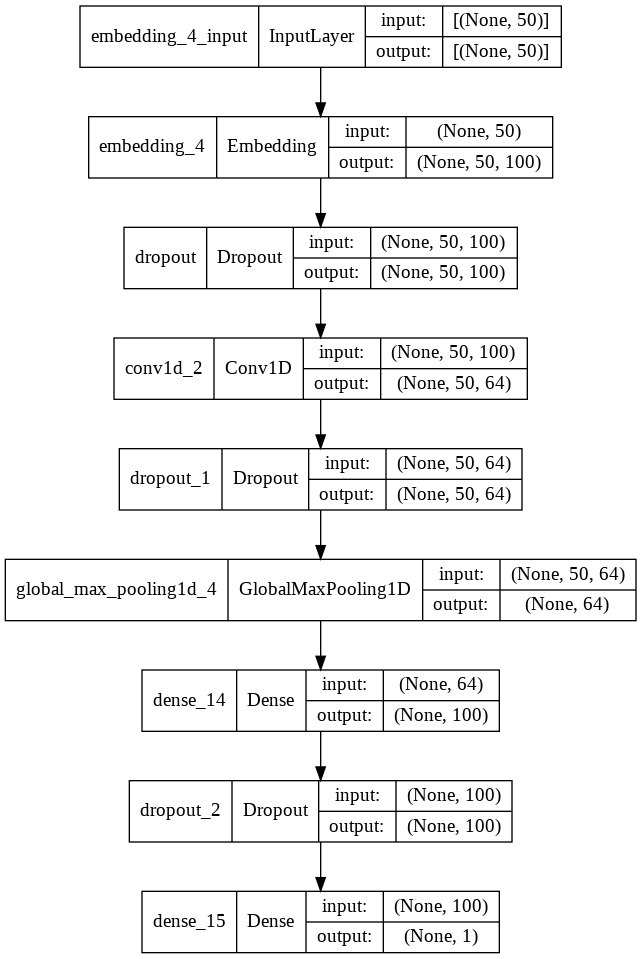 embedding_4_input InputLayer input: [(None, 50)]
output: [(None, 50)]
embedding_4 Embedding input: (None, 50)
output: (None, 50, 100)
dropout Dropout input: (None, 50, 100)
output: (None, 50, 100)
conv1d_2 Conv1D input: (None, 50, 100)
output: (None, 50, 64)
dropout_1 Dropout input: (None, 50, 64)
output: (None, 50, 64)
global_max_pooling1d_4 GlobalMaxPooling1D input: (None, 50, 64)
output: (None, 64)
dense_14 Dense input: (None, 64)
output: (None, 100)
dropout_2 Dropout input: (None, 100)
output: (None, 100)
dense_15 Dense input: (None, 100)
output: (None, 1)